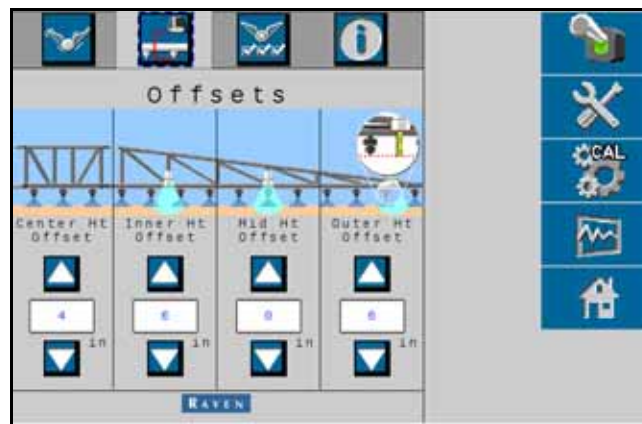 Offsets
Center Ht Offset
Inner Ht Offset
Mid Ht Offset
Outer Ht Offset
4
6
in
in
in
in
CAL
RAVEN